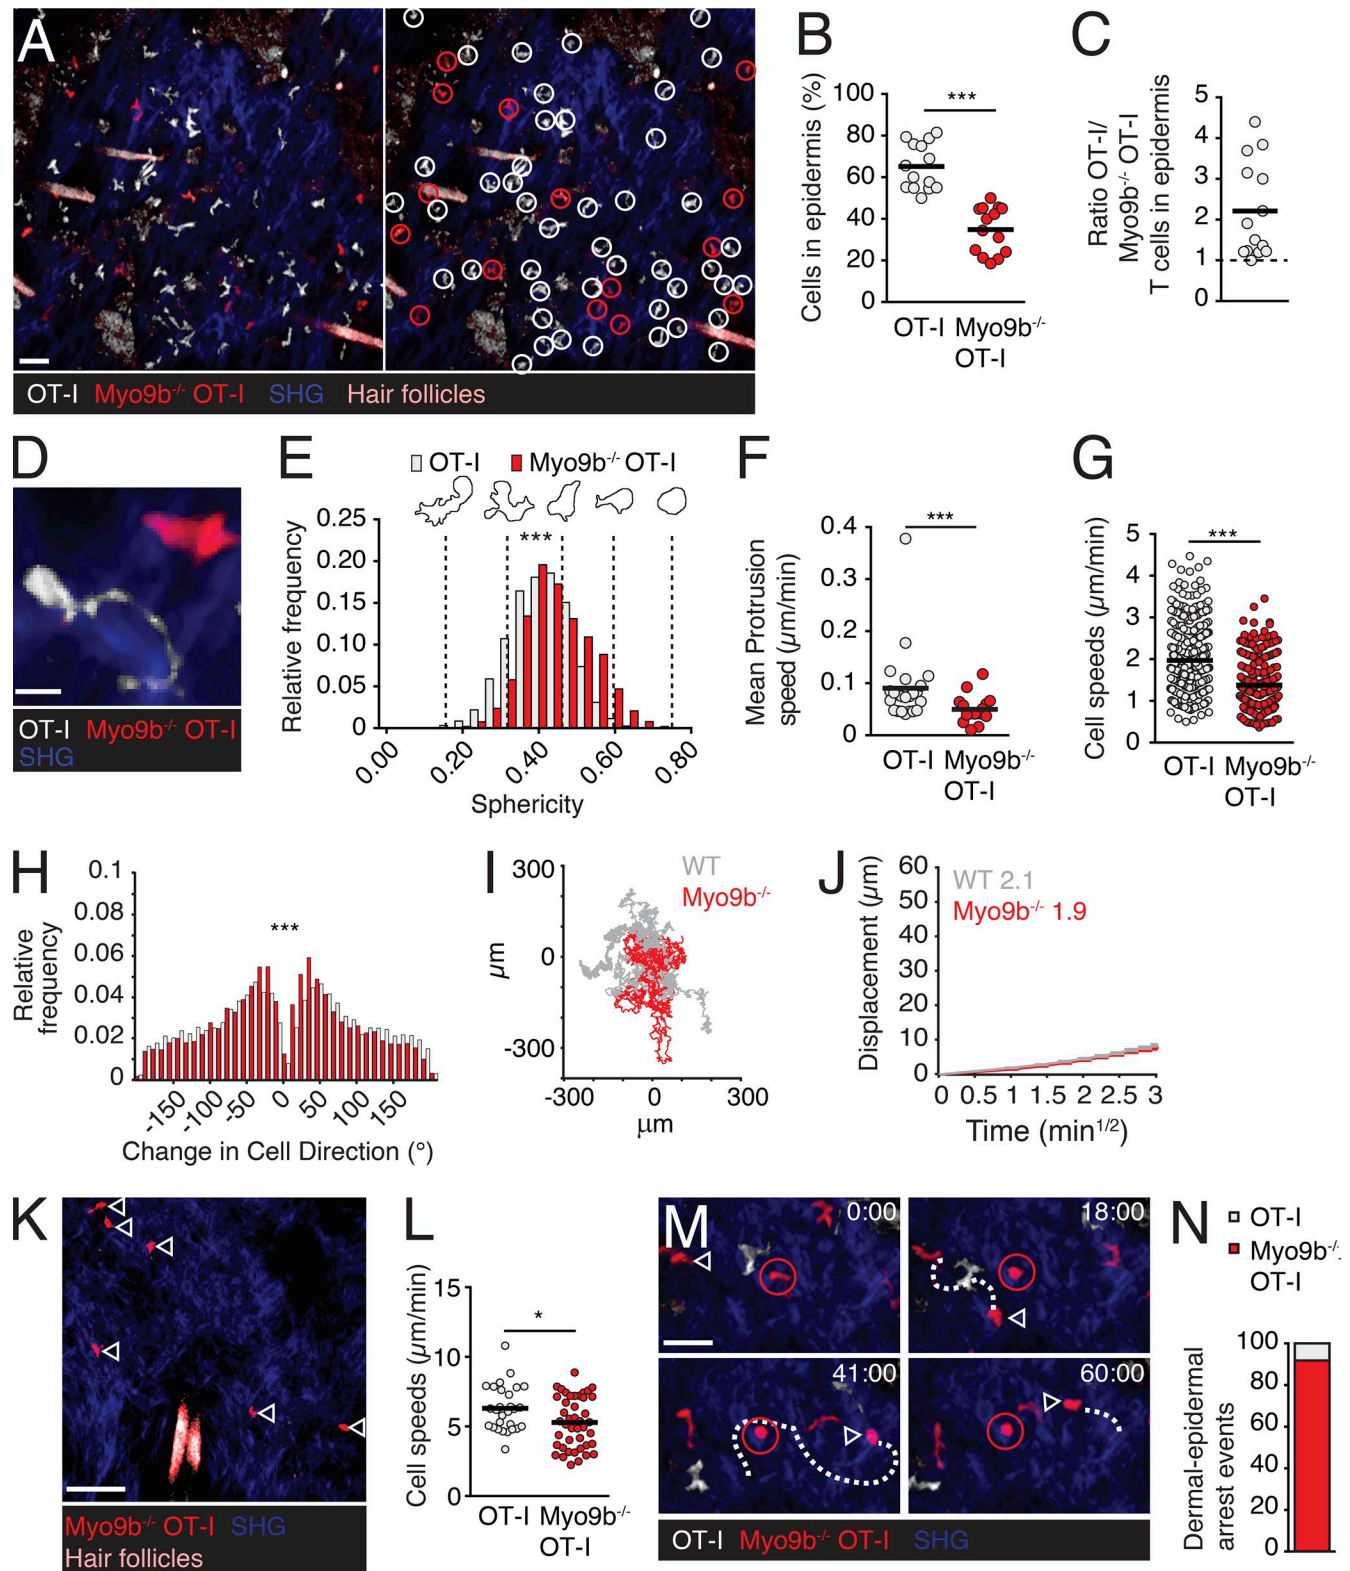 A
OT-I Myo9b-/- OT-I SHG Hair follicles
B
Cells in epidermis (%)
100
80
60
40
20
0
***
OT-I Myo9b-/-
OT-I
C
Ratio OT-I/
Myo9b-/- OT-I
T cells in epidermis
5
4
3
2
1
0
D
OT-I Myo9b-/- OT-I
SHG
E
OT-I Myo9b-/- OT-I
Relative frequency
0.25
0.20
0.15
0.10
0.05
0
***
0.00 0.20 0.40 0.60 0.80
Sphericity
F
Mean Protrusion
speed (µm/min)
0.4
0.3
0.2
0.1
0
***
OT-I Myo9b-/-
OT-I
G
Cell speeds (µm/min)
5
4
3
2
1
0
***
OT-I Myo9b-/-
OT-I
H
Relative
frequency
0.1
0.08
0.06
0.04
0.02
0
***
-150 -100 -50 0 50 100 150
Change in Cell Direction (°)
I
WT
Myo9b-/-
µm
300
0
-300
-300 0 300
µm
J
WT 2.1
Myo9b-/- 1.9
Displacement (µm)
60
50
40
30
20
10
0
0 0.5 1 1.5 2 2.5 3
Time (min1/2)
K
Myo9b-/- OT-I SHG
Hair follicles
L
Cell speeds (µm/min)
15
10
5
0
*
OT-I Myo9b-/-
OT-I
M
0:00
18:00
41:00
60:00
OT-I Myo9b-/- OT-I SHG
N
OT-I
Myo9b-/-
OT-I
Dermal-epidermal
arrest events
100
80
60
40
20
0